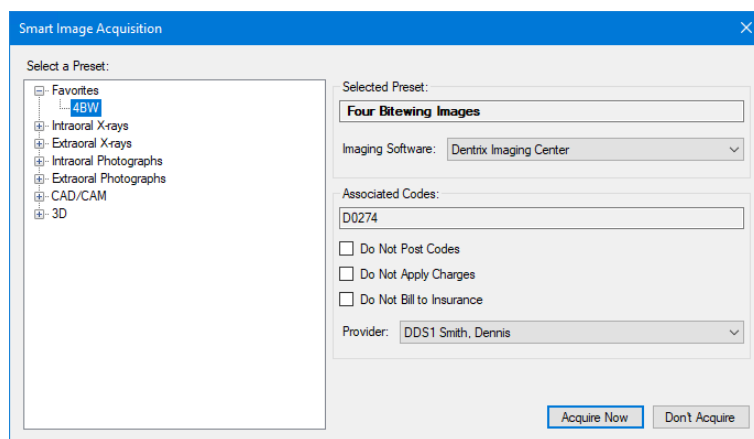 Smart Image Acquisition
Select a Preset:
Favorites
4BW
Intraoral X-rays
Extraoral X-rays
Intraoral Photographs
Extraoral Photographs
CAD/CAM
3D
Selected Preset:
Four Bitewing Images
Imaging Software: Dentrix Imaging Center
Associated Codes:
D0274
Do Not Post Codes
Do Not Apply Charges
Do Not Bill to Insurance
Provider: DDS1 Smith, Dennis
Acquire Now Don't Acquire